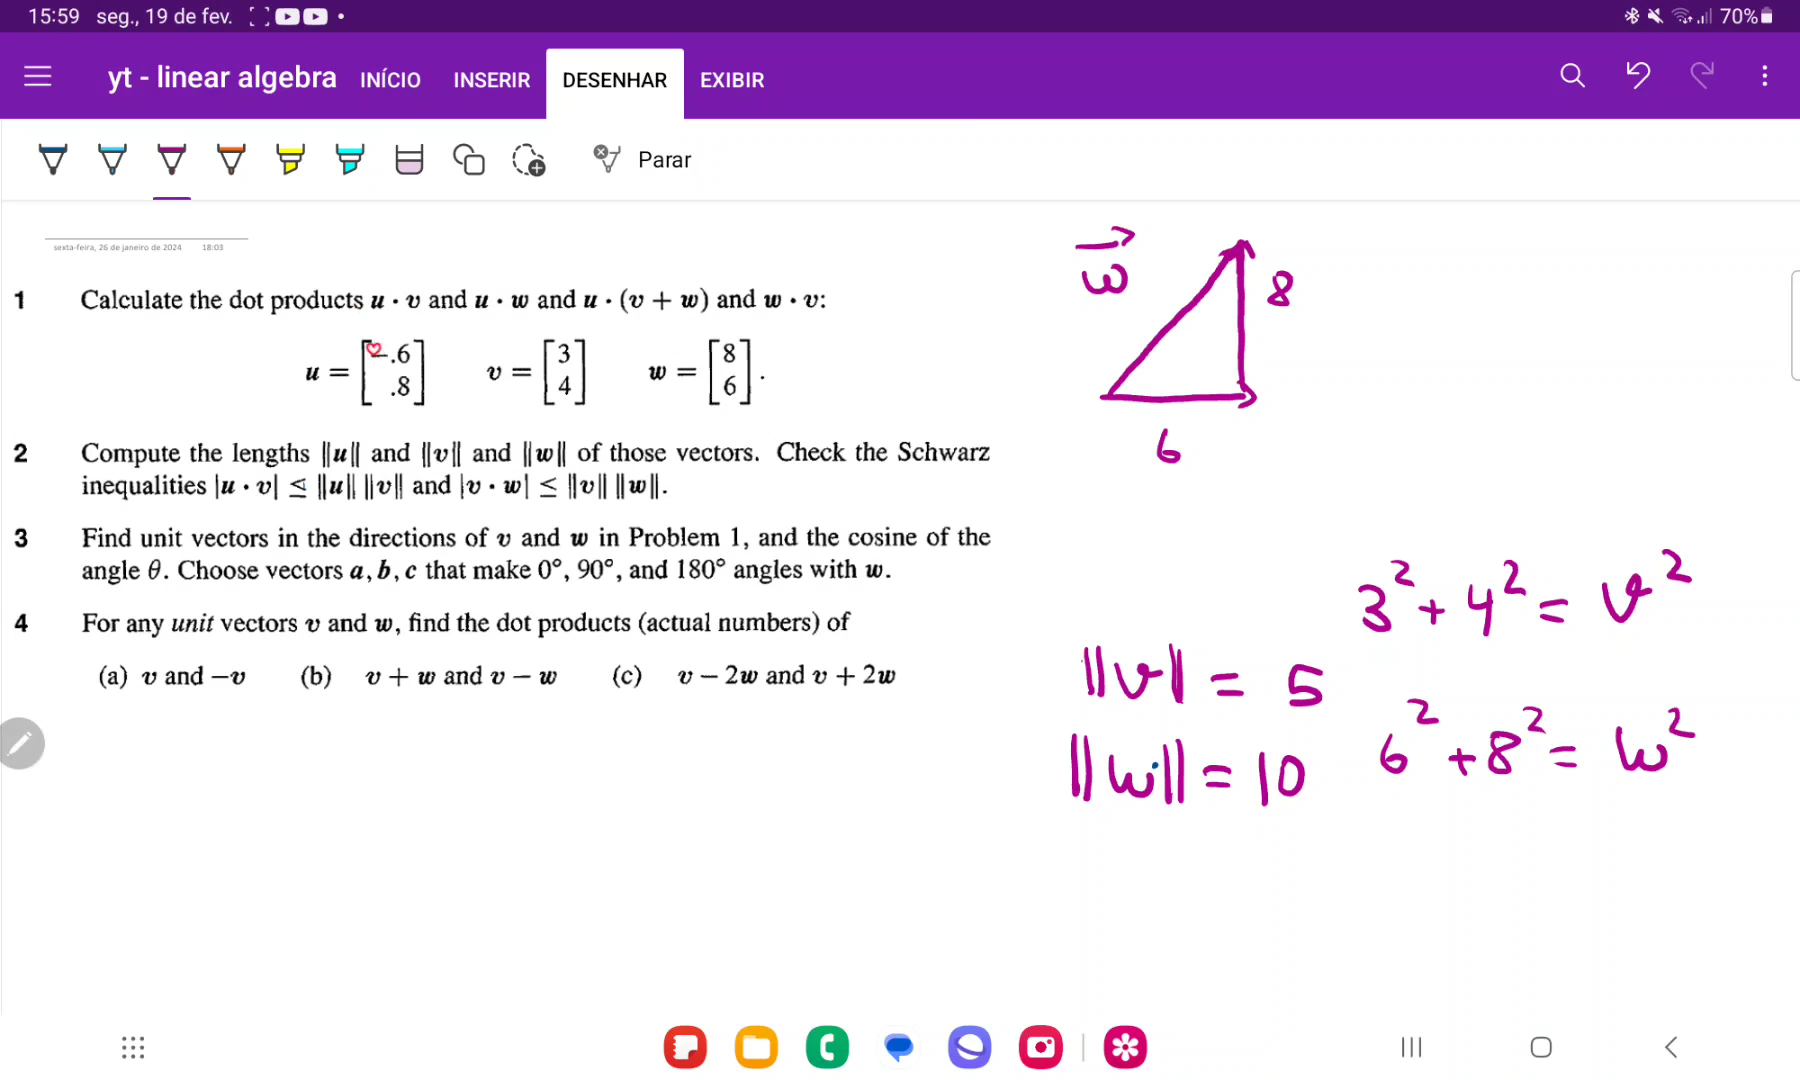 15:59 seg., 19 de fev. 70%
yt - linear algebra INÍCIO INSERIR DESENHAR EXIBIR
Parar
sexta-feira, 26 de janeiro de 2024 18:03
1 Calculate the dot products u · v and u · w and u · (v + w) and w · v:
u = [-.6 .8] v = [3 4] w = [8 6].
2 Compute the lengths ‖u‖ and ‖v‖ and ‖w‖ of those vectors. Check the Schwarz
inequalities |u · v| ≤ ‖u‖ ‖v‖ and |v · w| ≤ ‖v‖ ‖w‖.
3 Find unit vectors in the directions of v and w in Problem 1, and the cosine of the
angle θ. Choose vectors a, b, c that make 0°, 90°, and 180° angles with w.
4 For any unit vectors v and w, find the dot products (actual numbers) of
(a) v and −v (b) v + w and v − w (c) v − 2w and v + 2w
w
8
6
3² + 4² = v²
‖v‖ = 5
6² + 8² = w²
‖w‖ = 10